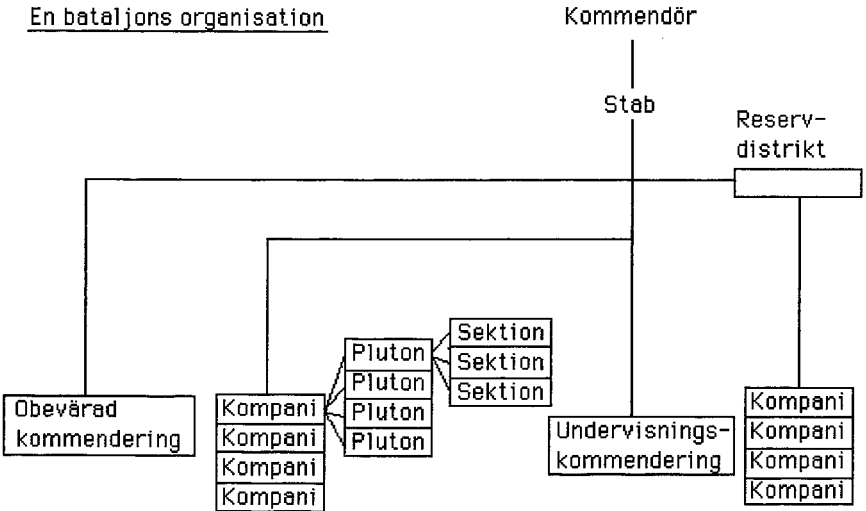 En bataljons organisation
Kommendör
Stab
Reserv-
distrikt
Sektion
Sektion
Sektion
Pluton
Pluton
Pluton
Pluton
Obevärad
kommendering
Kompani
Kompani
Kompani
Kompani
Undervisnings-
kommendering
Kompani
Kompani
Kompani
Kompani